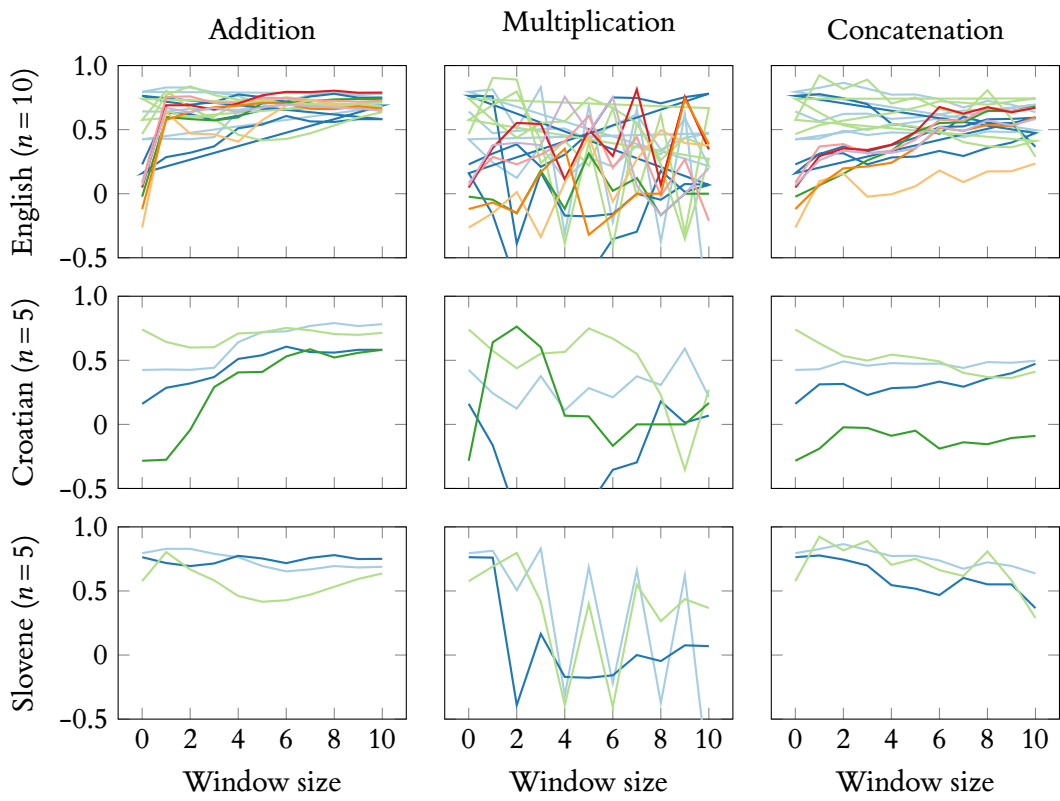 Addition Multiplication Concatenation
English (n = 10)
1.0
0.5
0
−0.5
Croatian (n = 5)
1.0
0.5
0
−0.5
Slovene (n = 5)
1.0
0.5
0
−0.5
0 2 4 6 8 10 0 2 4 6 8 10 0 2 4 6 8 10
Window size Window size Window size